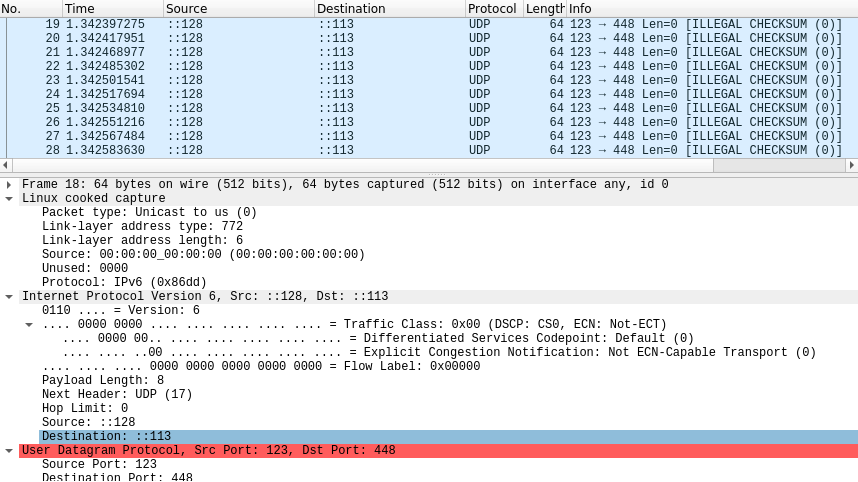 No. Time Source Destination Protocol Length Info
19 1.342397275 ::128 ::113 UDP 64 123 → 448 Len=0 [ILLEGAL CHECKSUM (0)]
20 1.342417951 ::128 ::113 UDP 64 123 → 448 Len=0 [ILLEGAL CHECKSUM (0)]
21 1.342468977 ::128 ::113 UDP 64 123 → 448 Len=0 [ILLEGAL CHECKSUM (0)]
22 1.342485302 ::128 ::113 UDP 64 123 → 448 Len=0 [ILLEGAL CHECKSUM (0)]
23 1.342501541 ::128 ::113 UDP 64 123 → 448 Len=0 [ILLEGAL CHECKSUM (0)]
24 1.342517694 ::128 ::113 UDP 64 123 → 448 Len=0 [ILLEGAL CHECKSUM (0)]
25 1.342534810 ::128 ::113 UDP 64 123 → 448 Len=0 [ILLEGAL CHECKSUM (0)]
26 1.342551216 ::128 ::113 UDP 64 123 → 448 Len=0 [ILLEGAL CHECKSUM (0)]
27 1.342567484 ::128 ::113 UDP 64 123 → 448 Len=0 [ILLEGAL CHECKSUM (0)]
28 1.342583630 ::128 ::113 UDP 64 123 → 448 Len=0 [ILLEGAL CHECKSUM (0)]
Frame 18: 64 bytes on wire (512 bits), 64 bytes captured (512 bits) on interface any, id 0
Linux cooked capture
Packet type: Unicast to us (0)
Link-layer address type: 772
Link-layer address length: 6
Source: 00:00:00_00:00:00 (00:00:00:00:00:00)
Unused: 0000
Protocol: IPv6 (0x86dd)
Internet Protocol Version 6, Src: ::128, Dst: ::113
0110 .... = Version: 6
.... 0000 0000 .... .... .... .... .... = Traffic Class: 0x00 (DSCP: CS0, ECN: Not-ECT)
.... 0000 00.. .... .... .... .... .... = Differentiated Services Codepoint: Default (0)
.... .... ..00 .... .... .... .... .... = Explicit Congestion Notification: Not ECN-Capable Transport (0)
.... .... .... 0000 0000 0000 0000 0000 = Flow Label: 0x00000
Payload Length: 8
Next Header: UDP (17)
Hop Limit: 0
Source: ::128
Destination: ::113
User Datagram Protocol, Src Port: 123, Dst Port: 448
Source Port: 123
Destination Port: 448